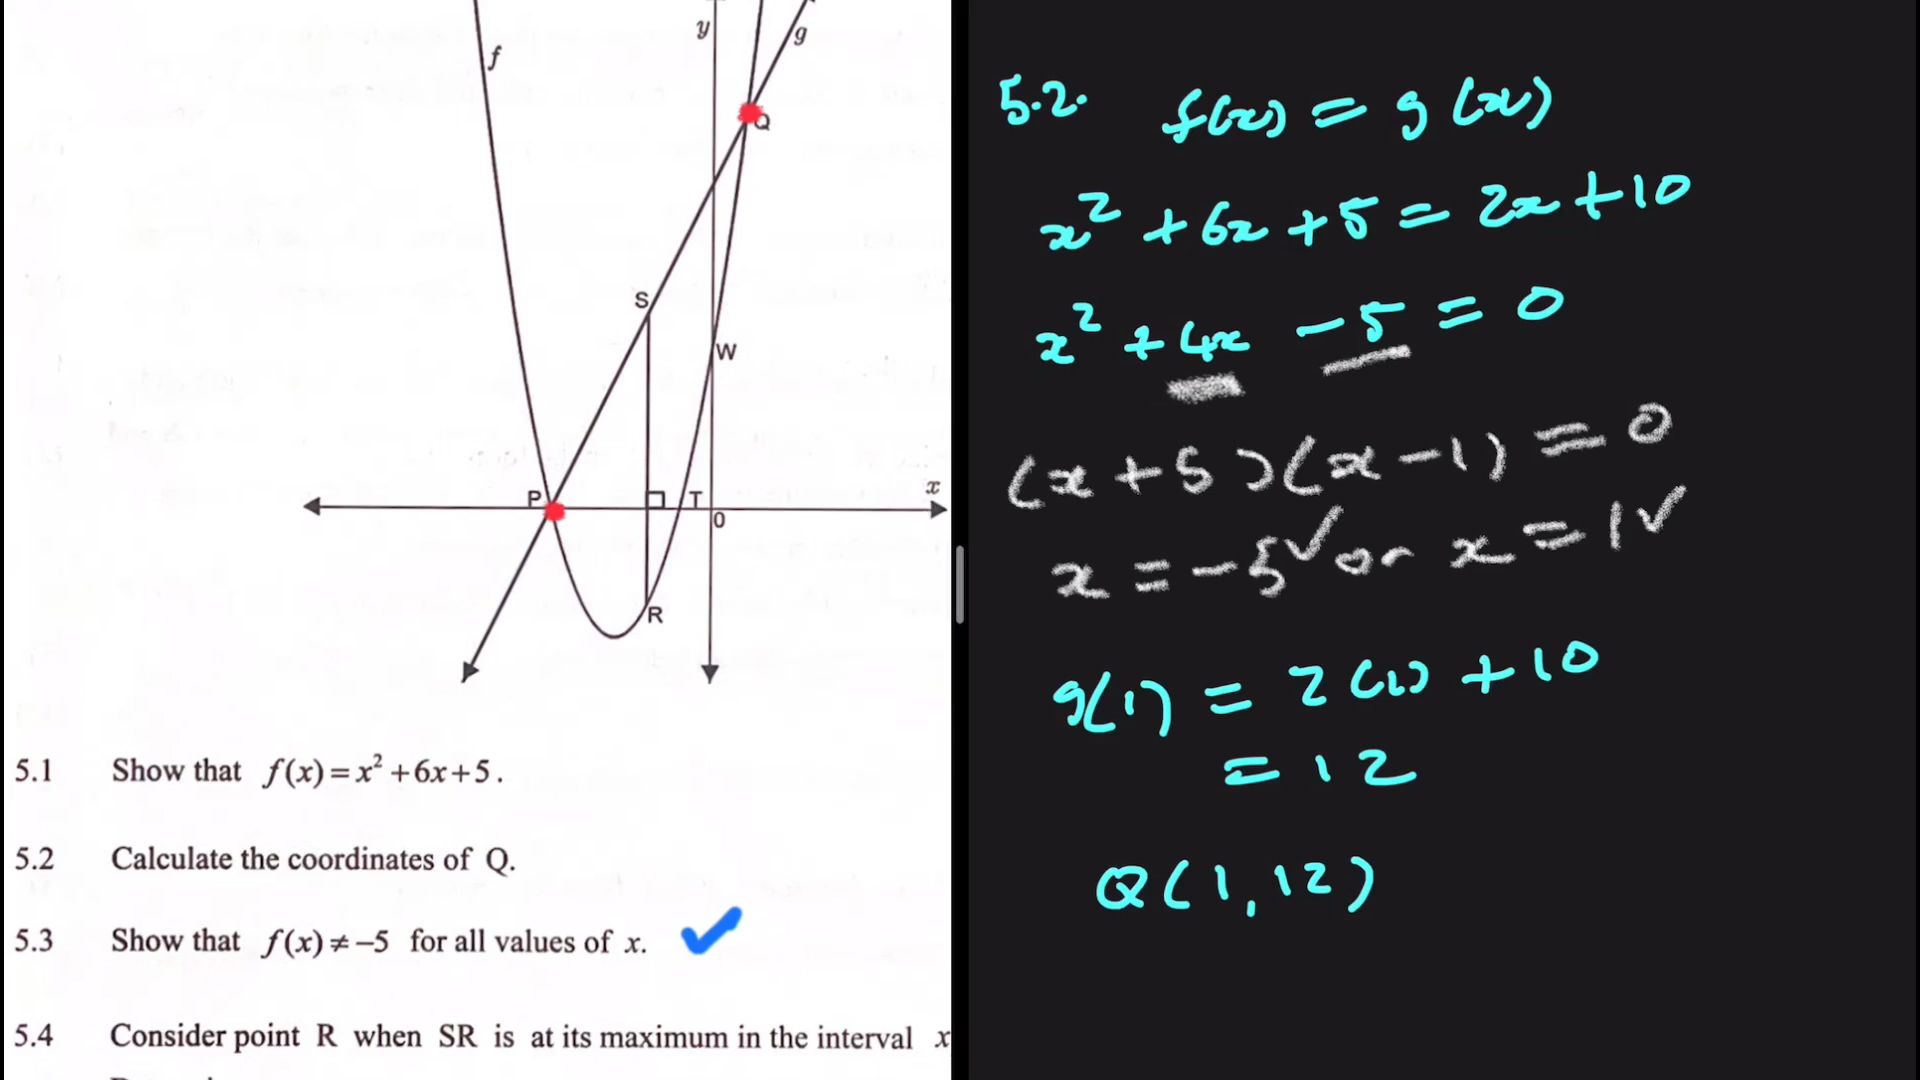 f
y
g
Q
S
W
P
T
x
0
R
5.1 Show that f(x) = x² + 6x + 5.
5.2 Calculate the coordinates of Q.
5.3 Show that f(x) ≠ −5 for all values of x.
5.4 Consider point R when SR is at its maximum in the interval x
5.2. f(x) = g(x)
x² + 6x + 5 = 2x + 10
x² + 4x − 5 = 0
(x + 5)(x − 1) = 0
x = −5 ✓ or x = 1 ✓
g(1) = 2(1) + 10
= 12
Q(1, 12)